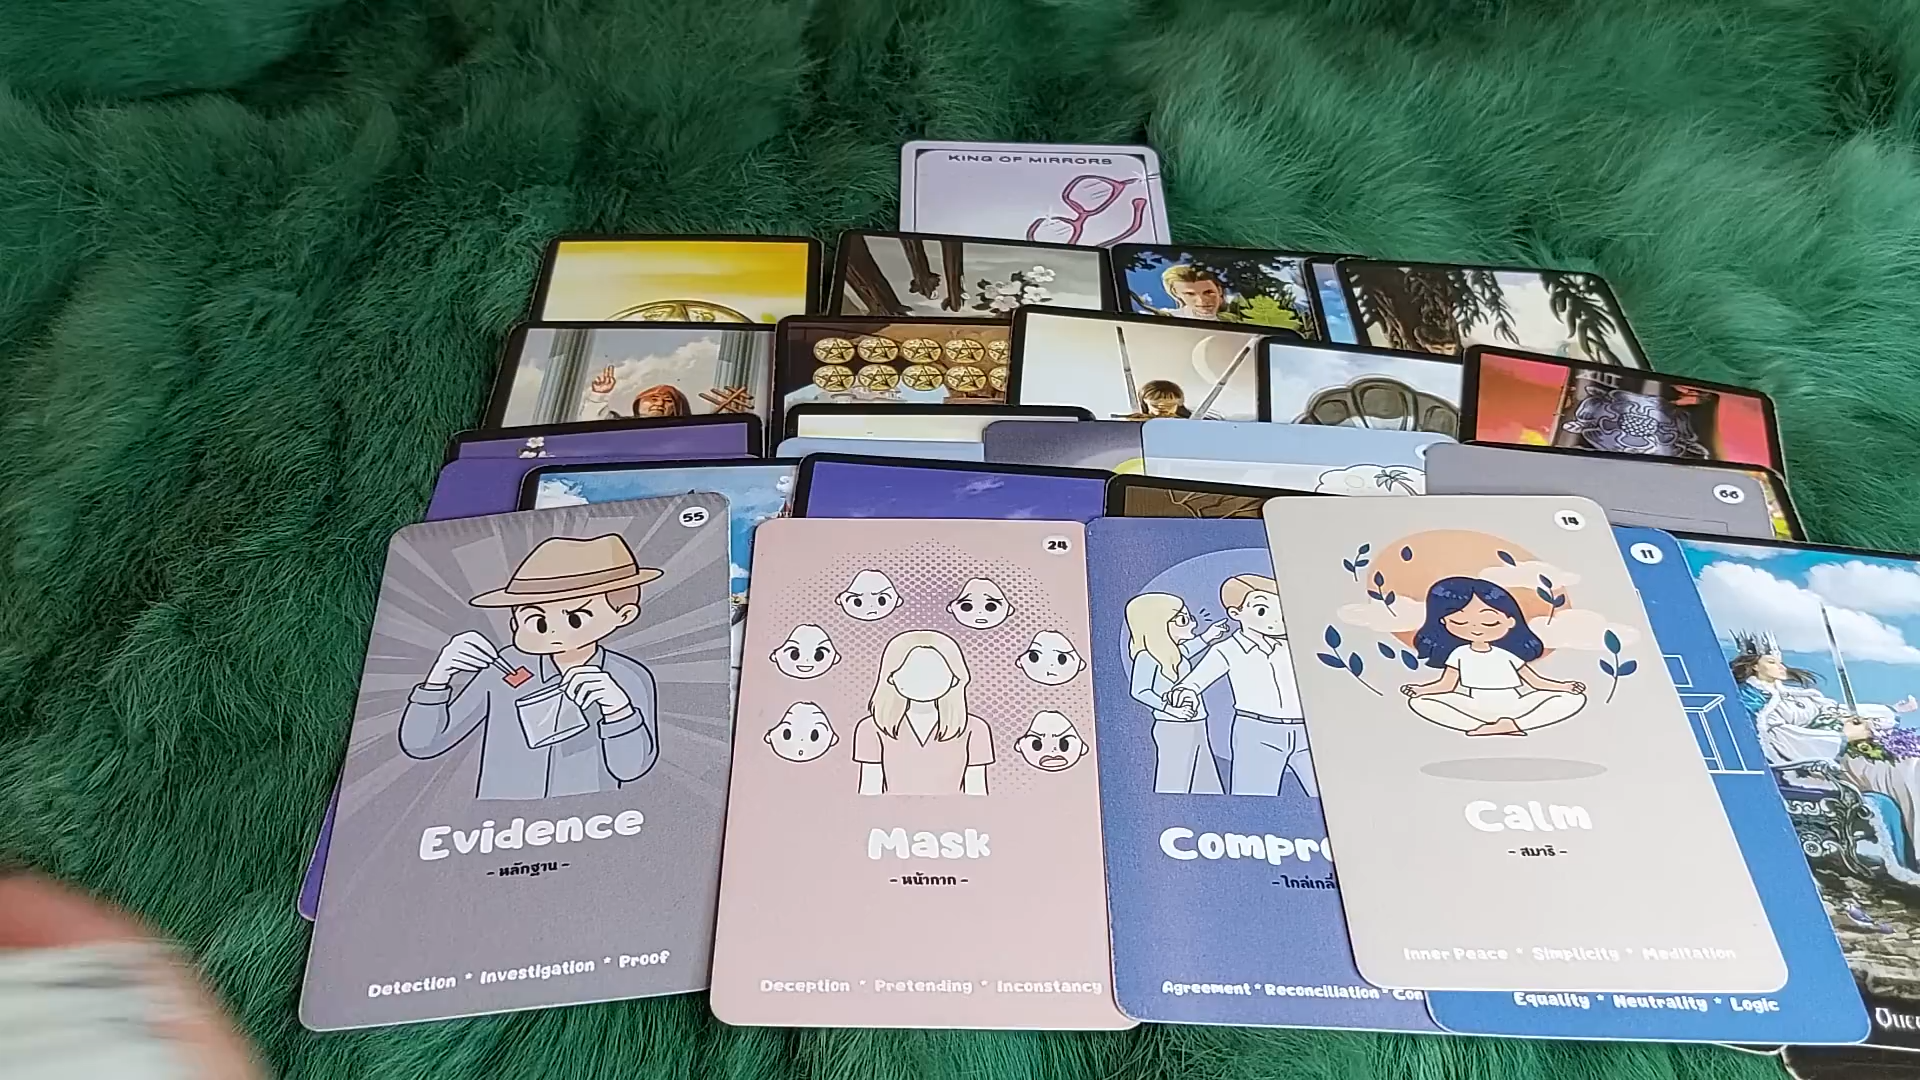 KING OF MIRRORS
66
55
Evidence
- หลักฐาน -
Detection * Investigation * Proof
24
Mask
- หน้ากาก -
Deception * Pretending * Inconstancy
Compr
- ไกล่เกลี่
Agreement * Reconciliation * Con
14
Calm
- สมาธิ -
Inner Peace * Simplicity * Meditation
11
Equality * Neutrality * Logic